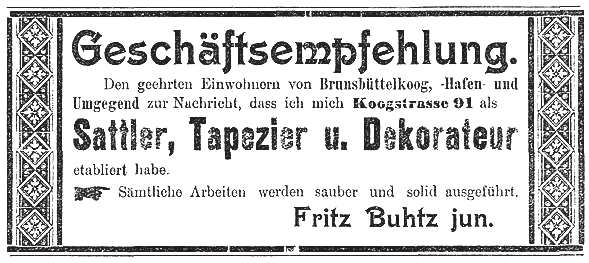 Geschäftsempfehlung.
Den geehrten Einwohnern von Brunsbüttelkoog, -Hafen- und
Umgegend zur Nachricht, dass ich mich Koogstrasse 91 als
Sattler, Tapezier u. Dekorateur
etabliert habe.
Sämtliche Arbeiten werden sauber und solid ausgeführt.
Fritz Buhtz jun.